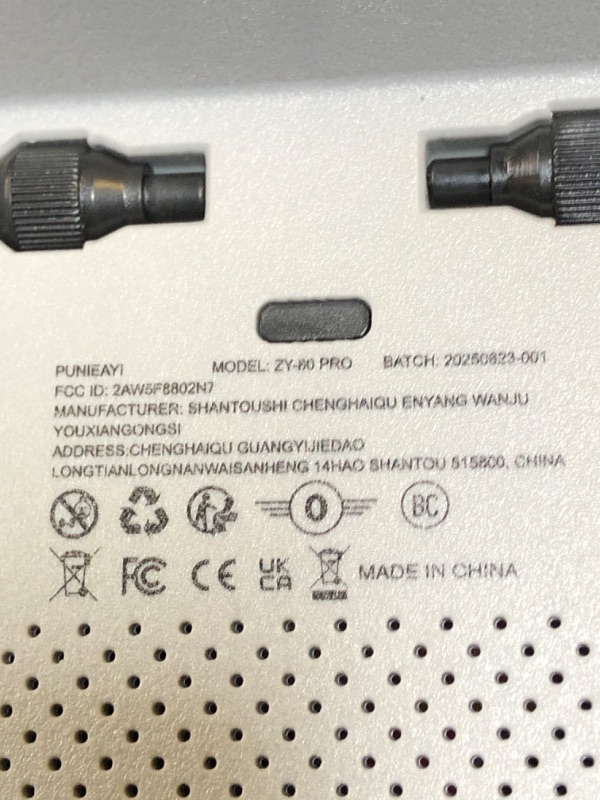 PUNIEAYI MODEL: ZY-60 PRO BATCH: 20250823-001
FCC ID: 2AW5F8802N7
MANUFACTURER: SHANTOUSHI CHENGHAIQU ENYANG WANJU
YOUXIANGONGSI
ADDRESS:CHENGHAIQU GUANGYIJIEDAO
LONGTIANLONGNANWAISANHENG 14HAO SHANTOU 515800, CHINA
0 BC
FC CE UK CA MADE IN CHINA